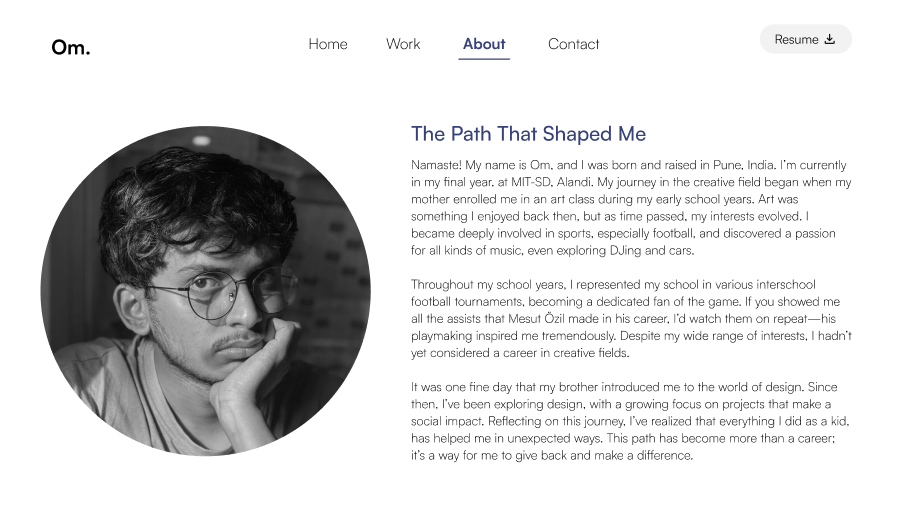 Om.
Home Work About Contact
Resume
The Path That Shaped Me
Namaste! My name is Om, and I was born and raised in Pune, India. I'm currently
in my final year, at MIT-SD, Alandi. My journey in the creative field began when my
mother enrolled me in an art class during my early school years. Art was
something I enjoyed back then, but as time passed, my interests evolved. I
became deeply involved in sports, especially football, and discovered a passion
for all kinds of music, even exploring DJing and cars.
Throughout my school years, I represented my school in various interschool
football tournaments, becoming a dedicated fan of the game. If you showed me
all the assists that Mesut Özil made in his career, I'd watch them on repeat—his
playmaking inspired me tremendously. Despite my wide range of interests, I hadn't
yet considered a career in creative fields.
It was one fine day that my brother introduced me to the world of design. Since
then, I've been exploring design, with a growing focus on projects that make a
social impact. Reflecting on this journey, I've realized that everything I did as a kid,
has helped me in unexpected ways. This path has become more than a career;
it's a way for me to give back and make a difference.